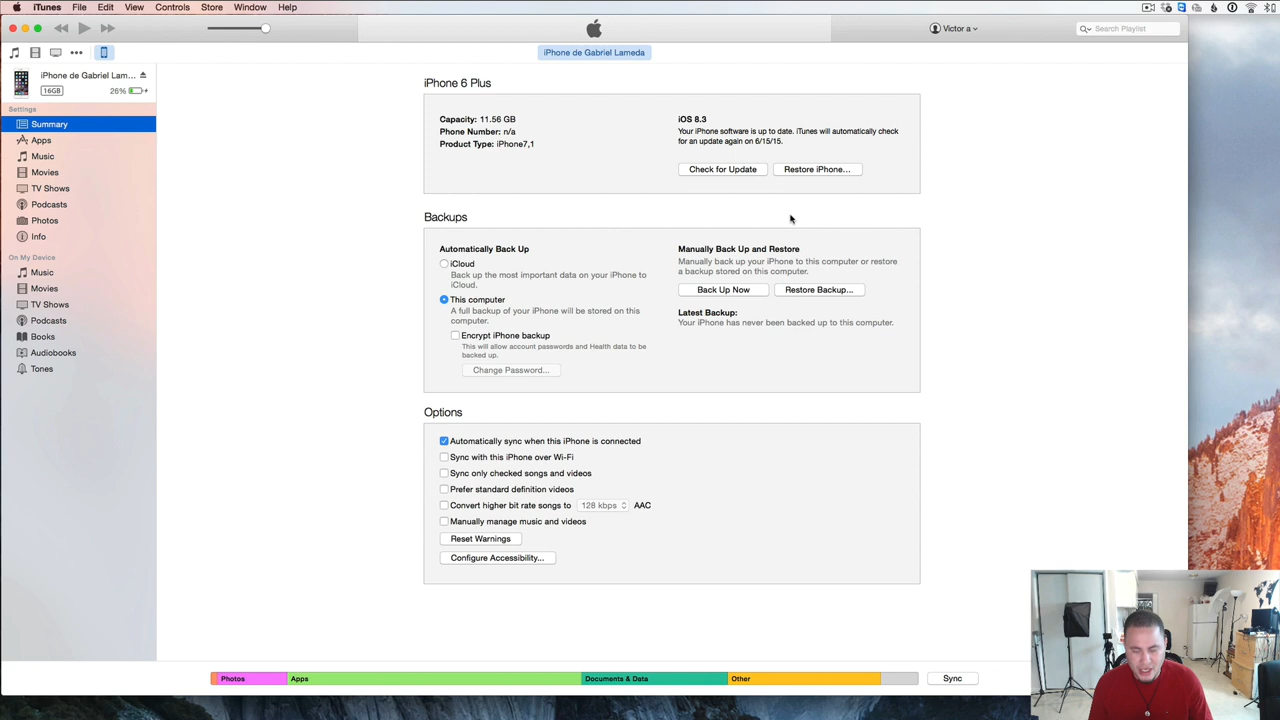 iTunes File Edit View Controls Store Window Help
Victor a
Search Playlist
iPhone de Gabriel Lameda
iPhone de Gabriel Lam...
16GB 26%
Settings
Summary
Apps
Music
Movies
TV Shows
Podcasts
Photos
Info
On My Device
Music
Movies
TV Shows
Podcasts
Books
Audiobooks
Tones
iPhone 6 Plus
Capacity: 11.56 GB
Phone Number: n/a
Product Type: iPhone7,1
iOS 8.3
Your iPhone software is up to date. iTunes will automatically check
for an update again on 6/15/15.
Check for Update Restore iPhone...
Backups
Automatically Back Up
iCloud
Back up the most important data on your iPhone to
iCloud.
This computer
A full backup of your iPhone will be stored on this
computer.
Encrypt iPhone backup
This will allow account passwords and Health data to be
backed up.
Change Password...
Manually Back Up and Restore
Manually back up your iPhone to this computer or restore
a backup stored on this computer.
Back Up Now Restore Backup...
Latest Backup:
Your iPhone has never been backed up to this computer.
Options
Automatically sync when this iPhone is connected
Sync with this iPhone over Wi-Fi
Sync only checked songs and videos
Prefer standard definition videos
Convert higher bit rate songs to 128 kbps AAC
Manually manage music and videos
Reset Warnings
Configure Accessibility...
Photos Apps Documents & Data Other Sync